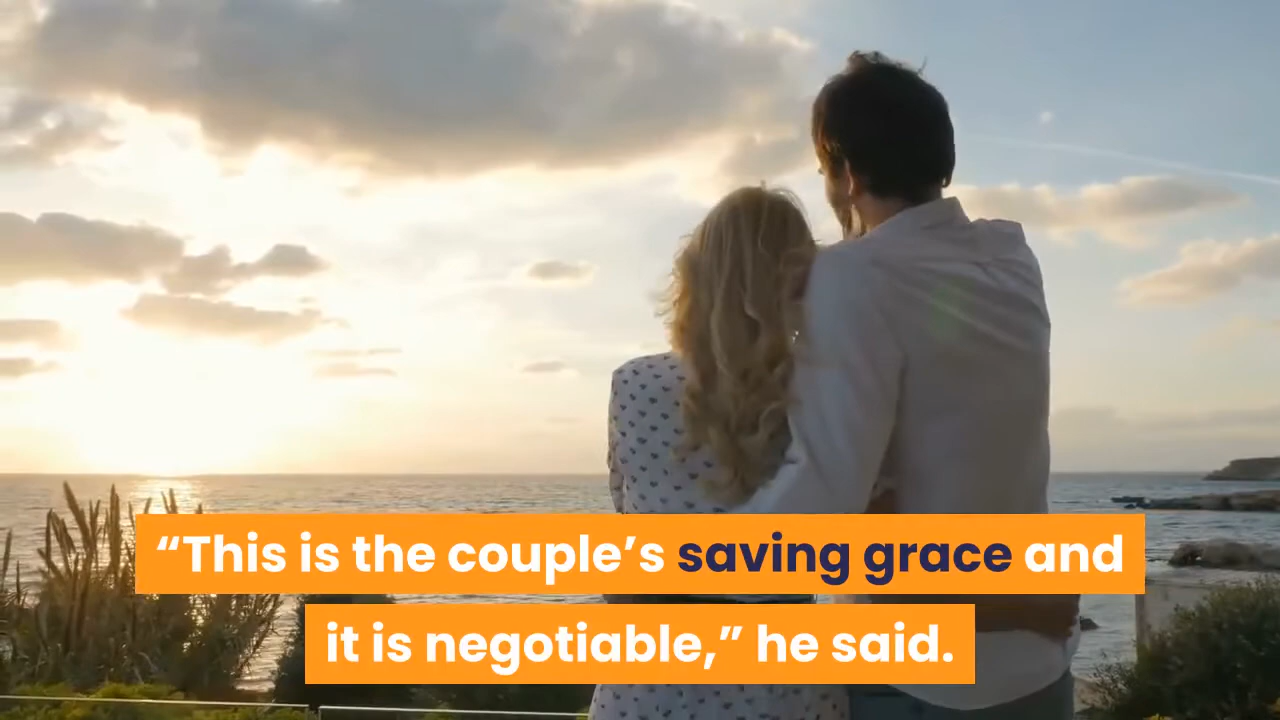 “This is the couple’s saving grace and
it is negotiable,” he said.